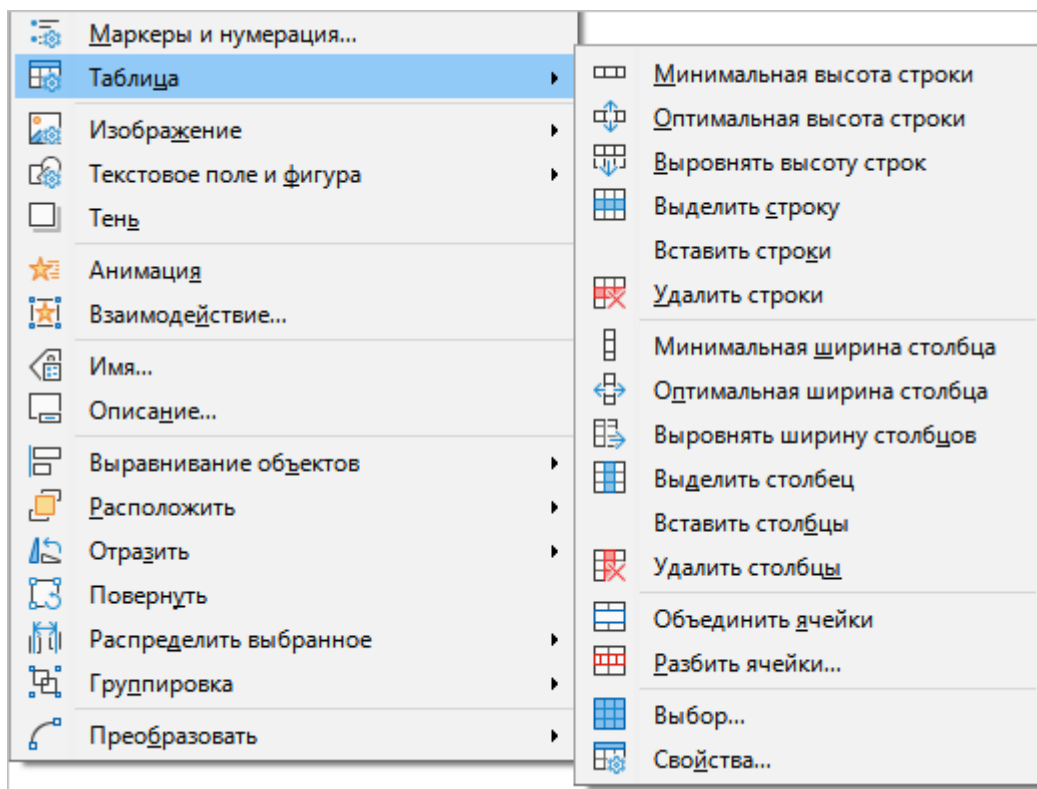 Маркеры и нумерация...
Таблица
Изображение
Текстовое поле и фигура
Тень
Анимация
Взаимодействие...
Имя...
Описание...
Выравнивание объектов
Расположить
Отразить
Повернуть
Распределить выбранное
Группировка
Преобразовать
Минимальная высота строки
Оптимальная высота строки
Выровнять высоту строк
Выделить строку
Вставить строки
Удалить строки
Минимальная ширина столбца
Оптимальная ширина столбца
Выровнять ширину столбцов
Выделить столбец
Вставить столбцы
Удалить столбцы
Объединить ячейки
Разбить ячейки...
Выбор...
Свойства...